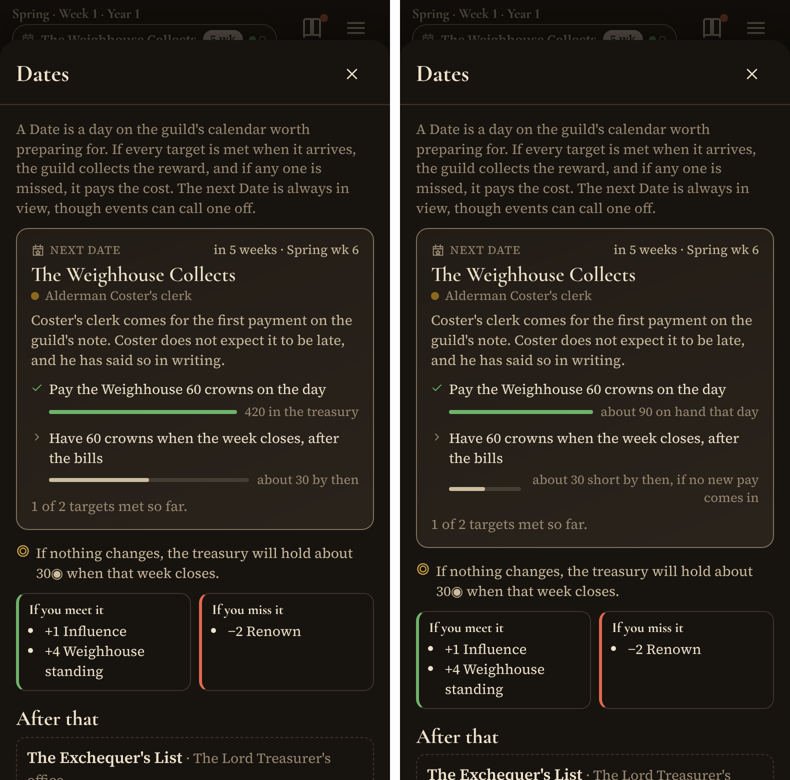 Spring · Week 1 · Year 1
The Weighhouse Collects 5 wk
Dates
A Date is a day on the guild's calendar worth
preparing for. If every target is met when it arrives,
the guild collects the reward, and if any one is
missed, it pays the cost. The next Date is always in
view, though events can call one off.
NEXT DATE in 5 weeks · Spring wk 6
The Weighhouse Collects
Alderman Coster's clerk
Coster's clerk comes for the first payment on the
guild's note. Coster does not expect it to be late,
and he has said so in writing.
Pay the Weighhouse 60 crowns on the day
420 in the treasury
Have 60 crowns when the week closes, after
the bills
about 30 by then
1 of 2 targets met so far.
If nothing changes, the treasury will hold about
30◉ when that week closes.
If you meet it
• +1 Influence
• +4 Weighhouse
standing
If you miss it
• −2 Renown
After that
The Exchequer's List · The Lord Treasurer's
office
Spring · Week 1 · Year 1
The Weighhouse Collects 5 wk
Dates
A Date is a day on the guild's calendar worth
preparing for. If every target is met when it arrives,
the guild collects the reward, and if any one is
missed, it pays the cost. The next Date is always in
view, though events can call one off.
NEXT DATE in 5 weeks · Spring wk 6
The Weighhouse Collects
Alderman Coster's clerk
Coster's clerk comes for the first payment on the
guild's note. Coster does not expect it to be late,
and he has said so in writing.
Pay the Weighhouse 60 crowns on the day
about 90 on hand that day
Have 60 crowns when the week closes, after
the bills
about 30 short by then, if no new pay
comes in
1 of 2 targets met so far.
If nothing changes, the treasury will hold about
30◉ when that week closes.
If you meet it
• +1 Influence
• +4 Weighhouse
standing
If you miss it
• −2 Renown
After that
The Exchequer's List · The Lord Treasurer's